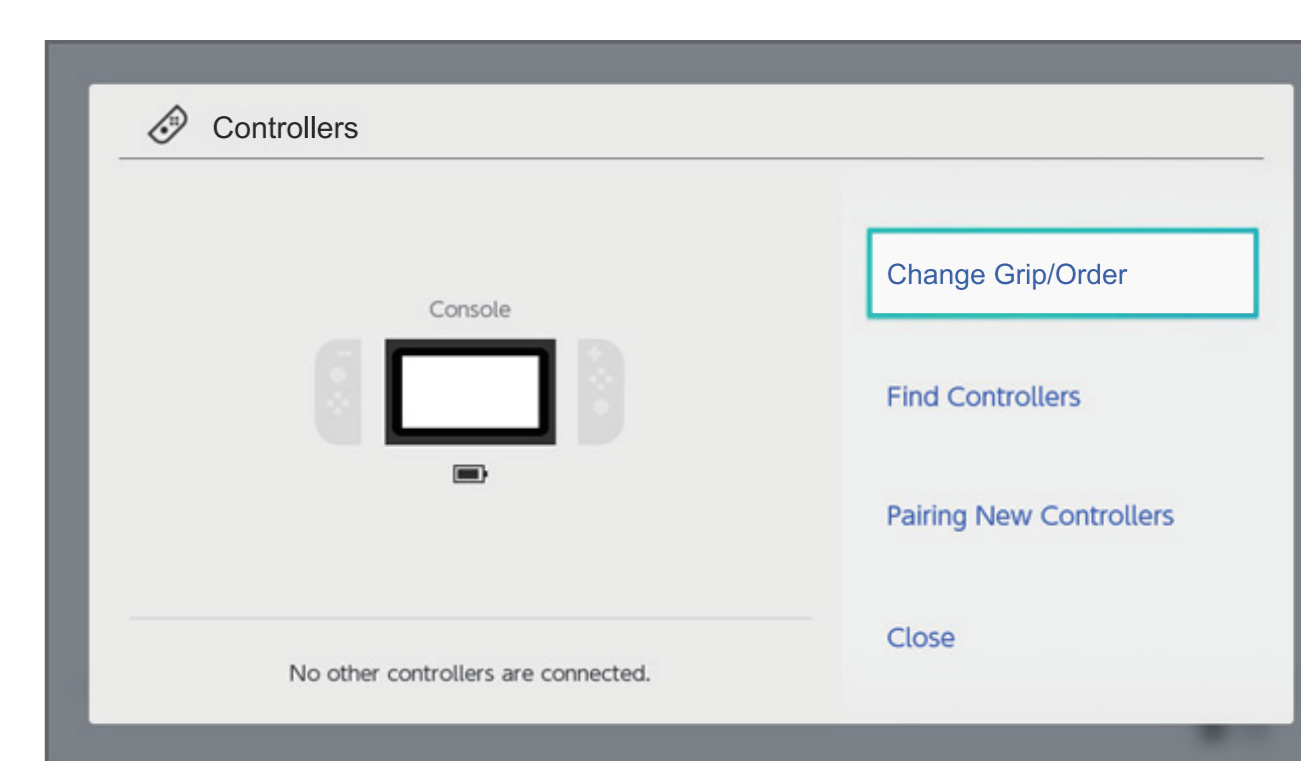 Controllers
Console
No other controllers are connected.
Change Grip/Order
Find Controllers
Pairing New Controllers
Close